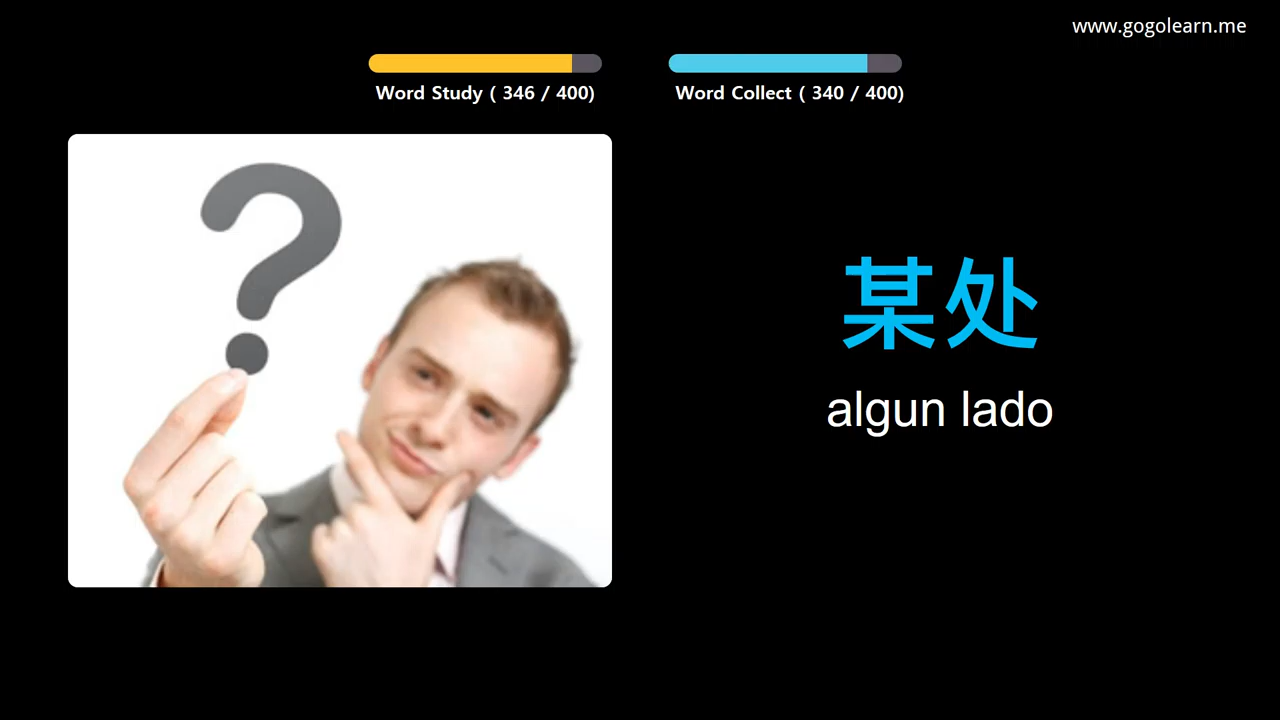 www.gogolearn.me
Word Study ( 346 / 400)
Word Collect ( 340 / 400)
?
某处
algun lado